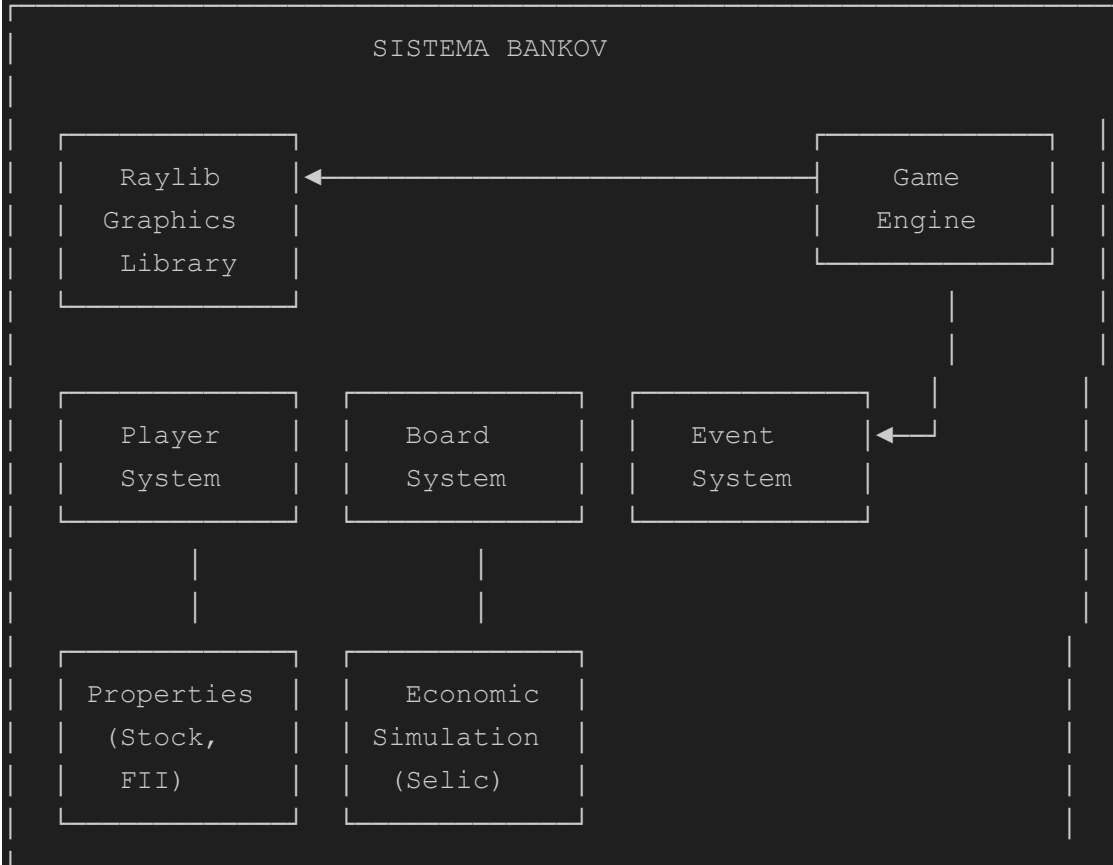 SISTEMA BANKOV
Raylib
Graphics
Library
Game
Engine
Player
System
Board
System
Event
System
Properties
(Stock,
FII)
Economic
Simulation
(Selic)